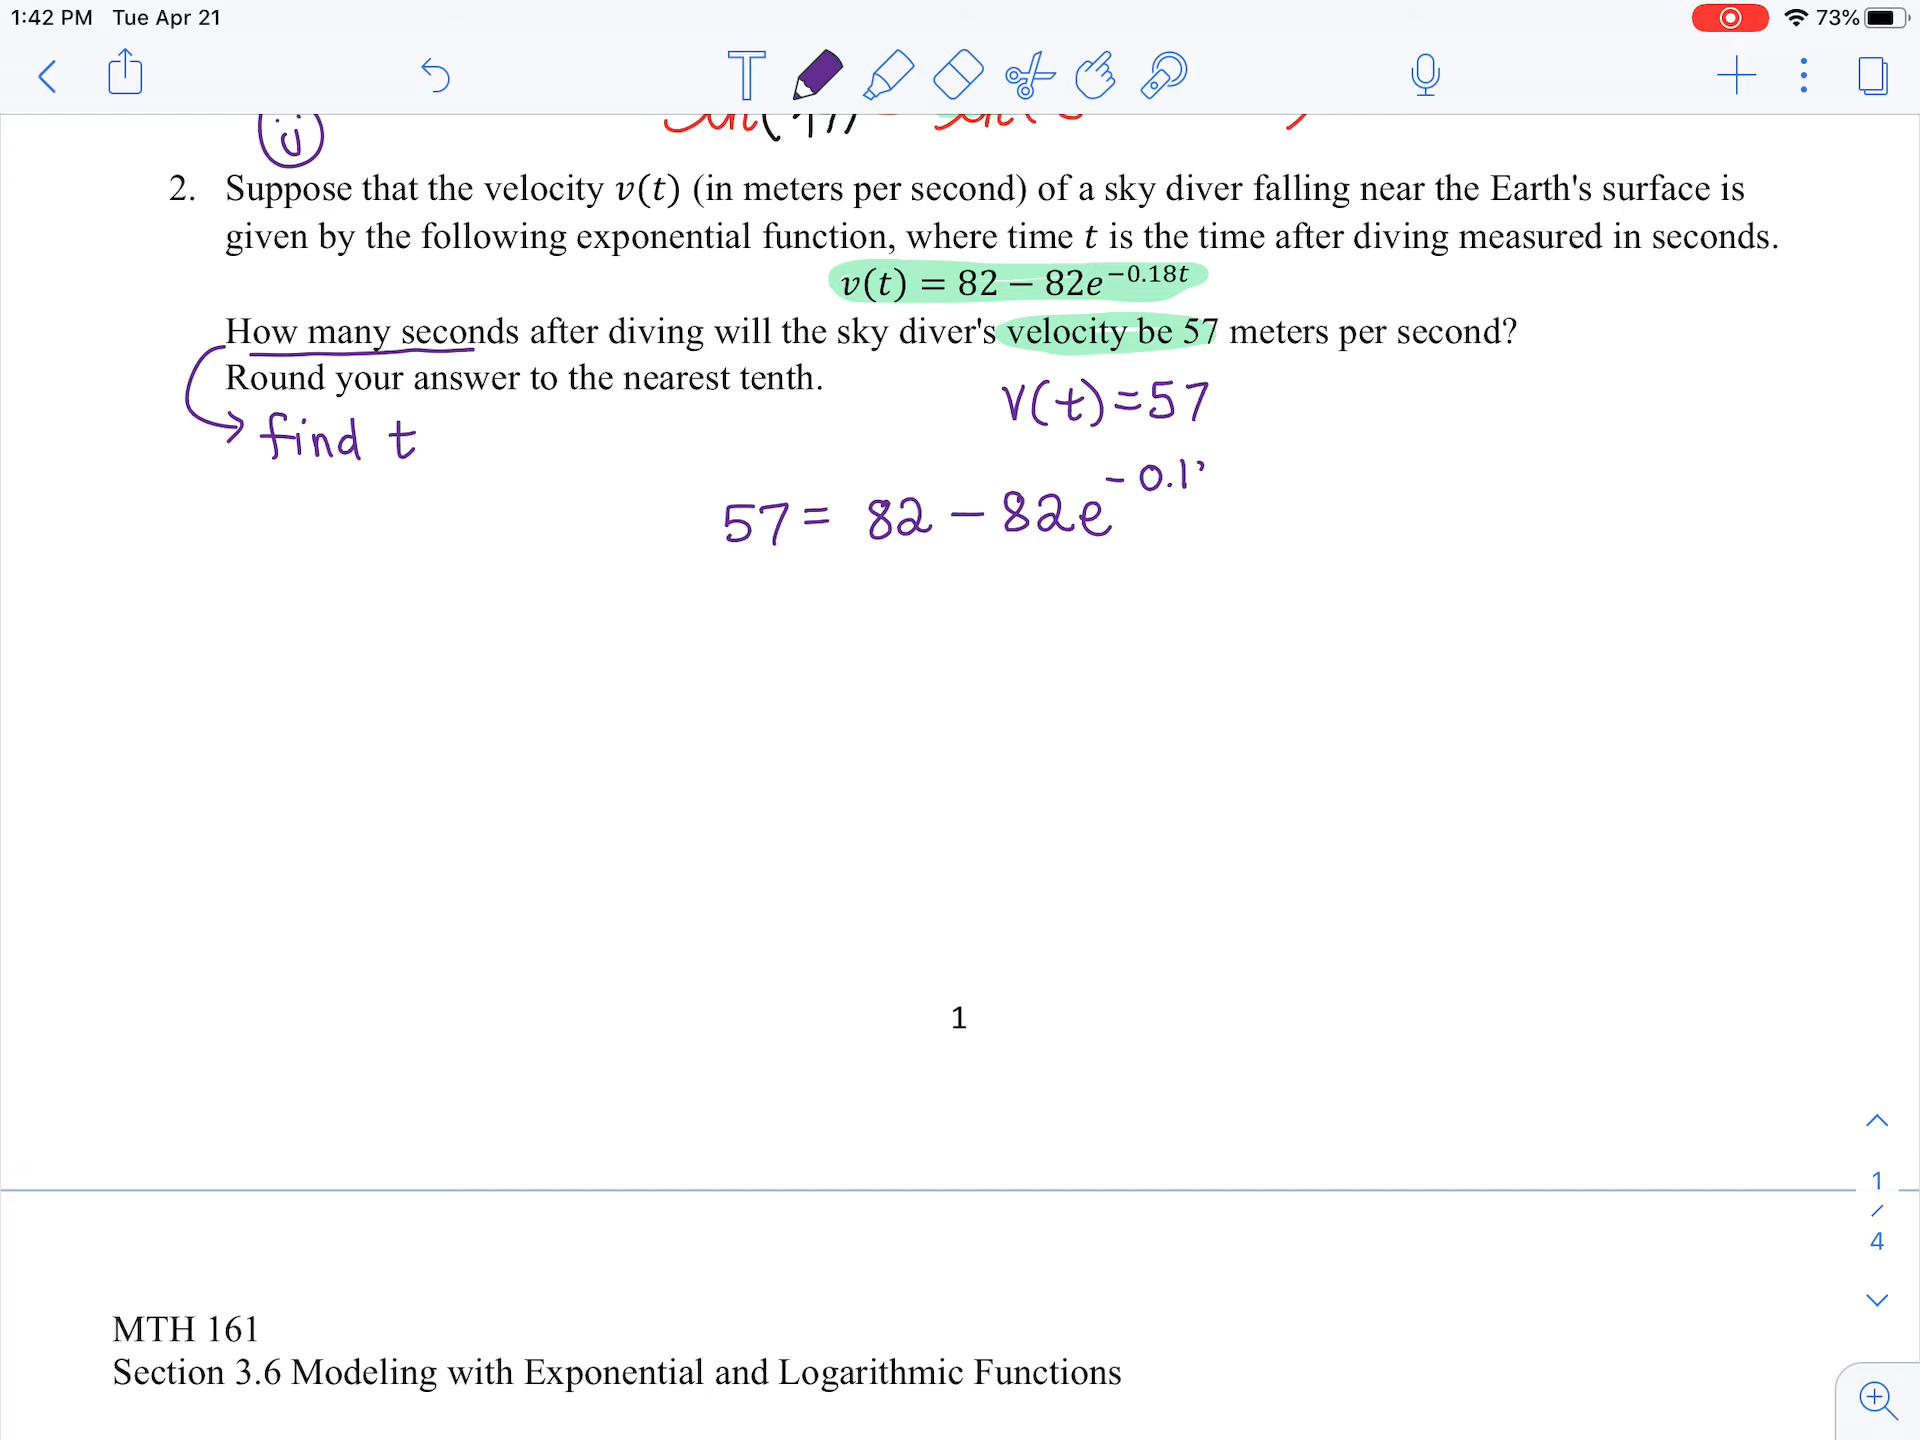 1:42 PM Tue Apr 21
73%
2. Suppose that the velocity v(t) (in meters per second) of a sky diver falling near the Earth's surface is
given by the following exponential function, where time t is the time after diving measured in seconds.
v(t) = 82 − 82e^−0.18t
How many seconds after diving will the sky diver's velocity be 57 meters per second?
Round your answer to the nearest tenth.
v(t)=57
find t
57 = 82 − 82e^−0.1
1
1
/
4
MTH 161
Section 3.6 Modeling with Exponential and Logarithmic Functions